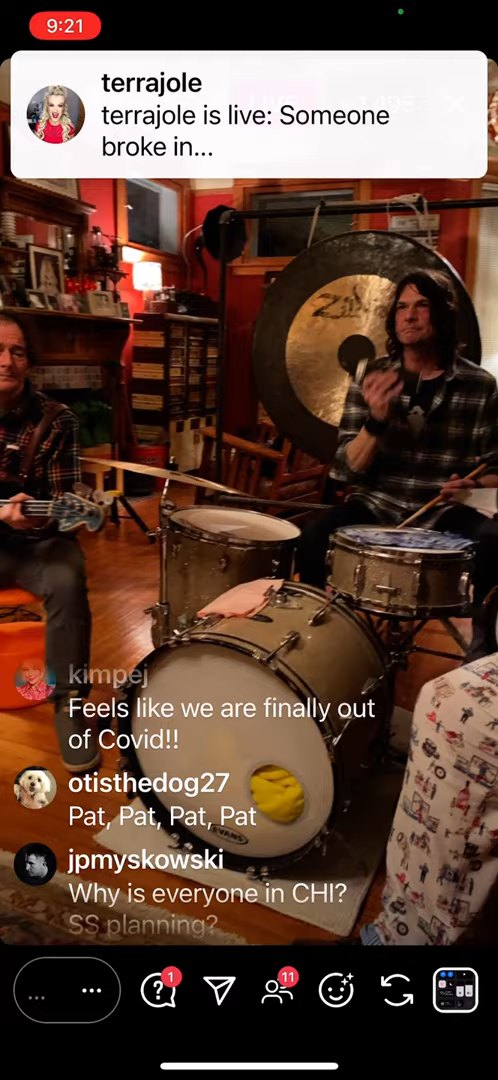 9:21
terrajole
terrajole is live: Someone
broke in...
kimpej
Feels like we are finally out
of Covid!!
otisthedog27
Pat, Pat, Pat, Pat
jpmyskowski
Why is everyone in CHI?
SS planning?
EVANS
1
11